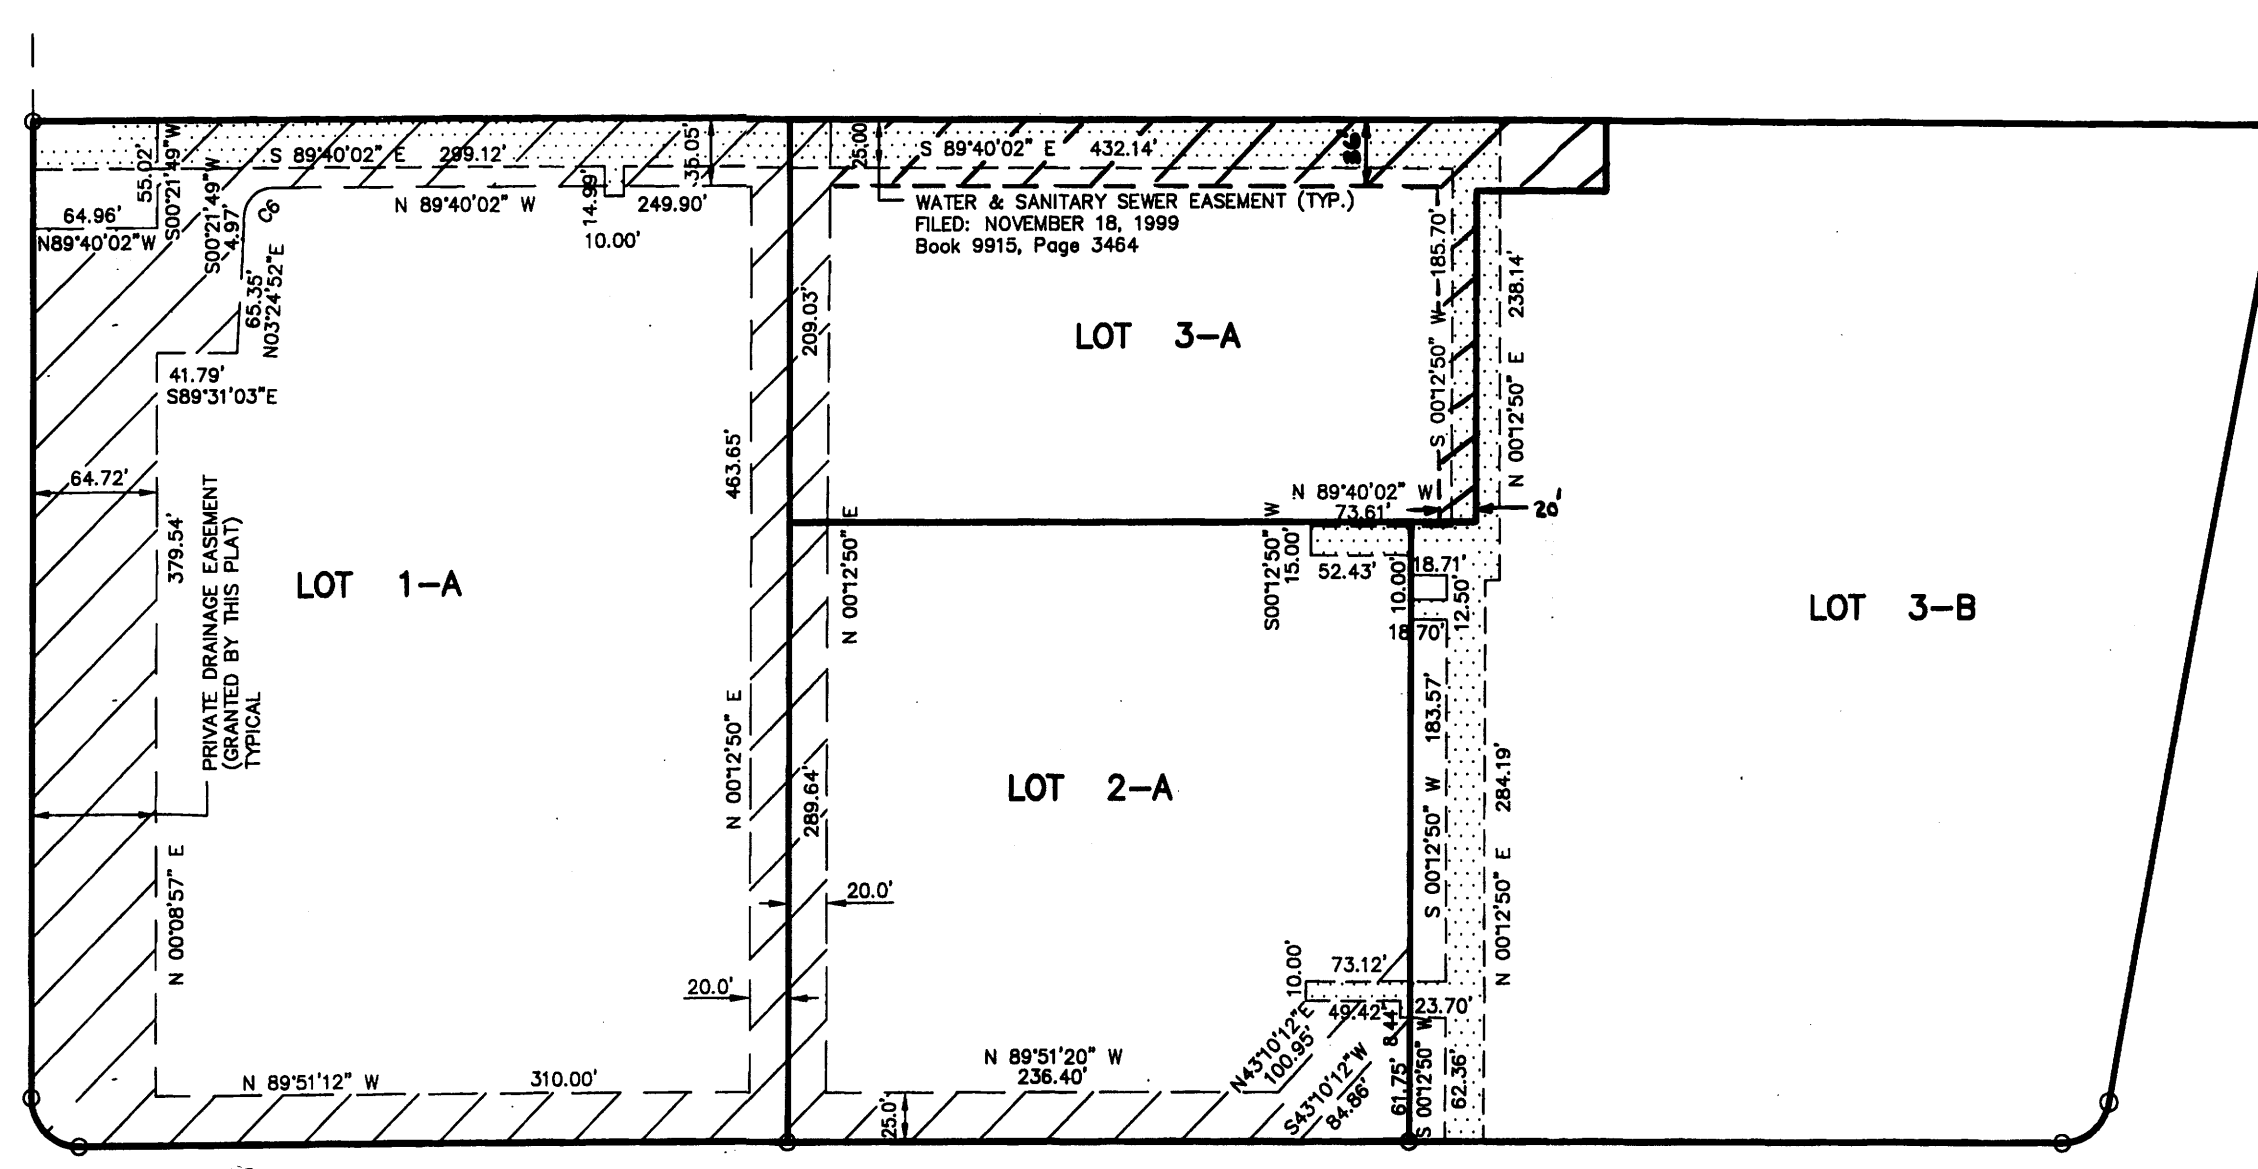 S 89°40'02" E 299.12'
35.05'
25.00
S 89°40'02" E 432.14'
55.02'
S00°21'49"W
S00°21'49"W
4.97'
C6
64.96'
N89°40'02"W
N 89°40'02" W
14.99'
249.90'
10.00'
WATER & SANITARY SEWER EASEMENT (TYP.)
FILED: NOVEMBER 18, 1999
Book 9915, Page 3464
65.35'
N03°24'52"E
41.79'
S89°31'03"E
209.03'
LOT 3-A
S 00°12'50" W 185.70'
N 00°12'50" E 238.14'
64.72'
379.54'
PRIVATE DRAINAGE EASEMENT
(GRANTED BY THIS PLAT)
TYPICAL
463.65'
N 89°40'02" W
73.61'
20'
LOT 1-A
N 00°12'50" E
S00°12'50" W
15.00'
52.43'
10.00'
18.71'
12.50'
18.70'
LOT 3-B
N 00°12'50" E
289.64'
LOT 2-A
S 00°12'50" W 183.57'
N 00°12'50" E 284.19'
N 00°08'57" E
20.0'
20.0'
10.00'
73.12'
49.42'
8.44'
23.70'
N43°10'12"E
100.95'
S43°10'12"W
84.86'
61.75'
S 00°12'50" W
62.36'
N 89°51'12" W 310.00'
N 89°51'20" W
236.40'
25.0'